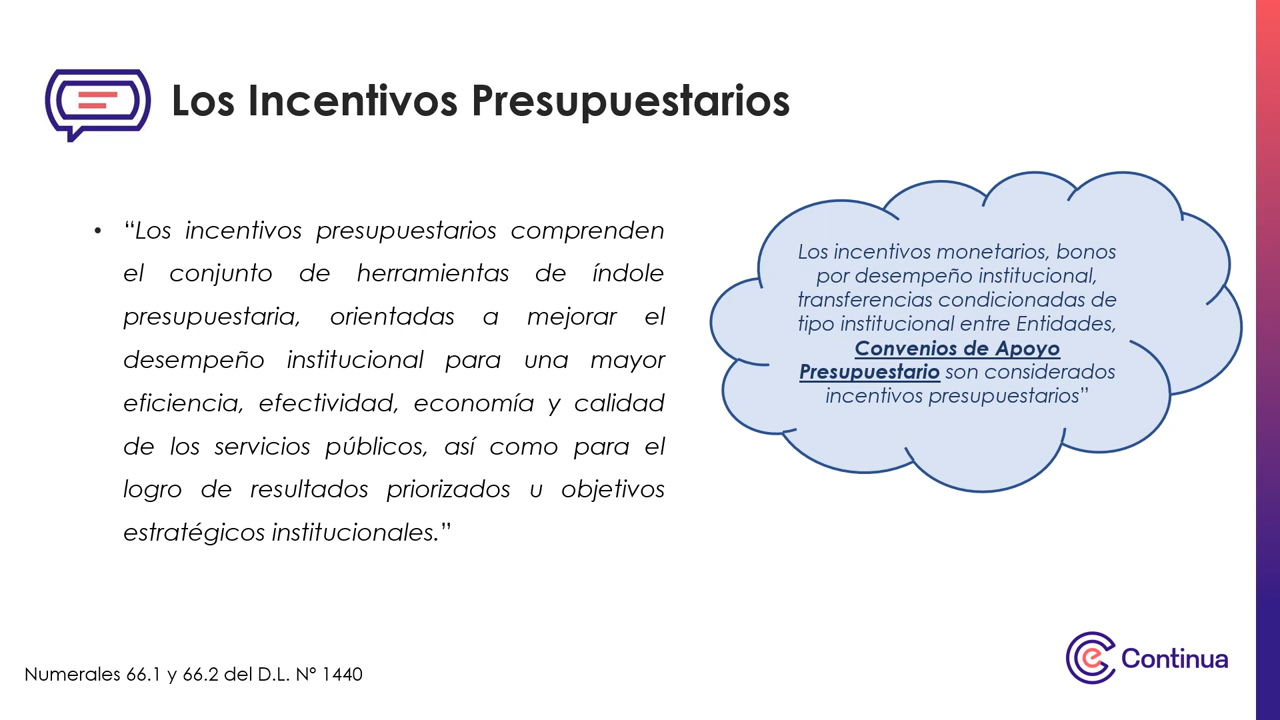 Los Incentivos Presupuestarios
• “Los incentivos presupuestarios comprenden
el conjunto de herramientas de índole
presupuestaria, orientadas a mejorar el
desempeño institucional para una mayor
eficiencia, efectividad, economía y calidad
de los servicios públicos, así como para el
logro de resultados priorizados u objetivos
estratégicos institucionales.”
Los incentivos monetarios, bonos
por desempeño institucional,
transferencias condicionadas de
tipo institucional entre Entidades,
Convenios de Apoyo
Presupuestario son considerados
incentivos presupuestarios”
Numerales 66.1 y 66.2 del D.L. N° 1440
Continua